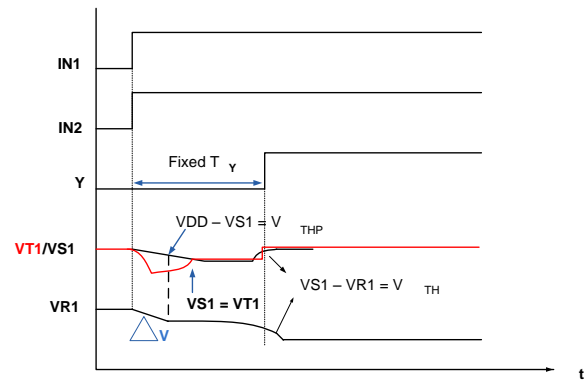 IN1
IN2
Fixed T Y
Y
VDD – VS1 = V THP
VT1/VS1
VS1 – VR1 = V TH
VS1 = VT1
VR1
V
t